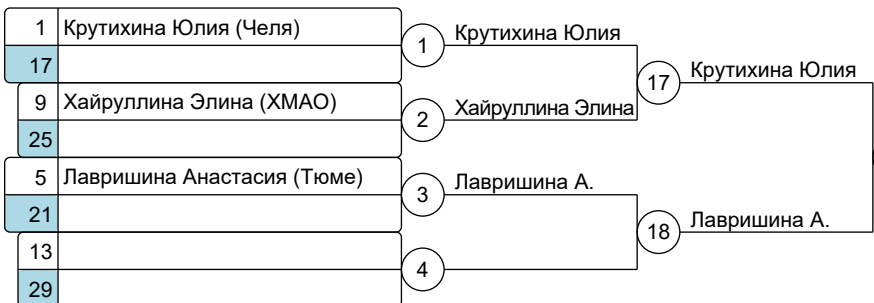 1 Крутихина Юлия (Челя)
17
9 Хайруллина Элина (ХМАО)
25
5 Лавришина Анастасия (Тюме)
21
13
29
1 Крутихина Юлия
2 Хайруллина Элина
3 Лавришина А.
4
17 Крутихина Юлия
18 Лавришина А.